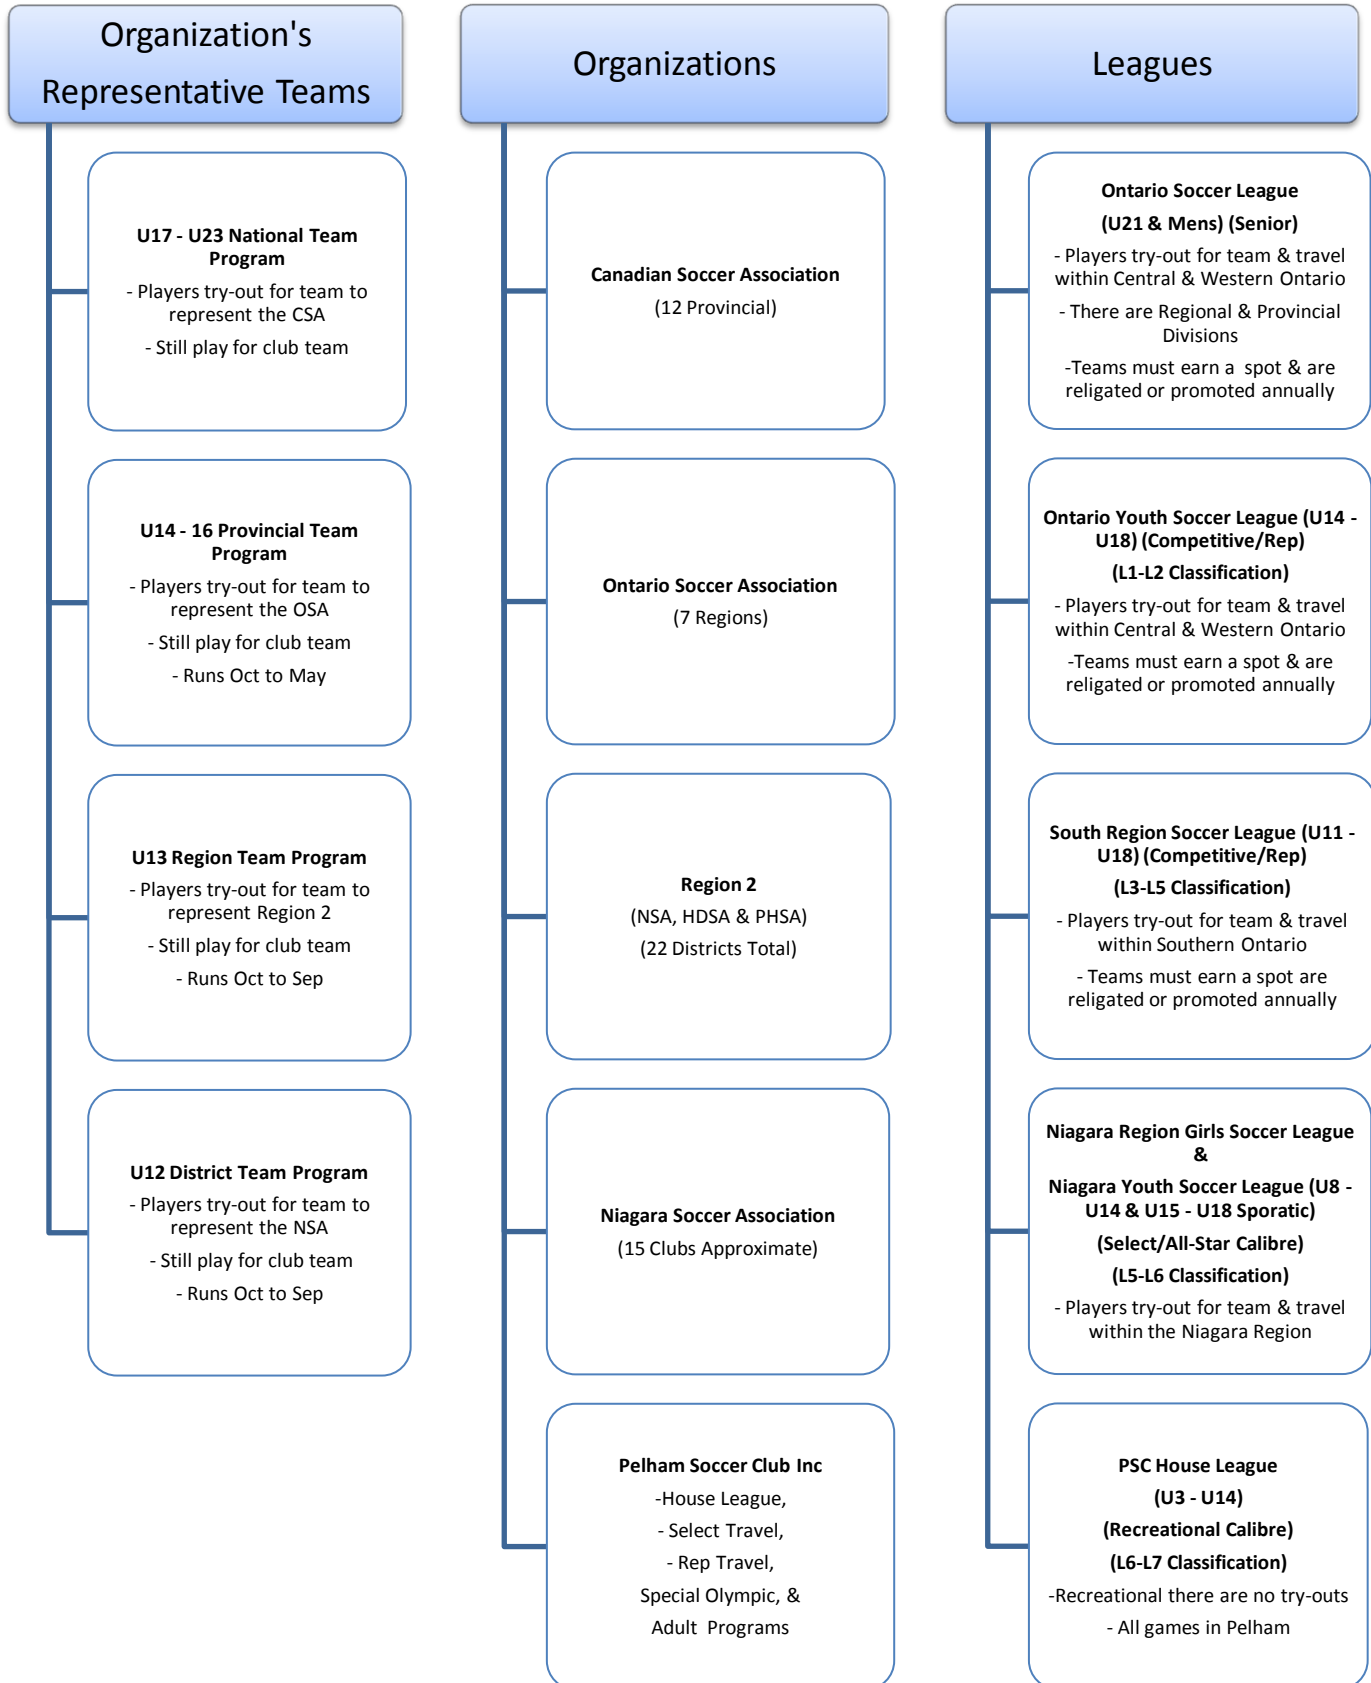 Organization's
Representative Teams
U17 - U23 National Team
Program
- Players try-out for team to
represent the CSA
- Still play for club team
U14 - 16 Provincial Team
Program
- Players try-out for team to
represent the OSA
- Still play for club team
- Runs Oct to May
U13 Region Team Program
- Players try-out for team to
represent Region 2
- Still play for club team
- Runs Oct to Sep
U12 District Team Program
- Players try-out for team to
represent the NSA
- Still play for club team
- Runs Oct to Sep
Organizations
Canadian Soccer Association
(12 Provincial)
Ontario Soccer Association
(7 Regions)
Region 2
(NSA, HDSA & PHSA)
(22 Districts Total)
Niagara Soccer Association
(15 Clubs Approximate)
Pelham Soccer Club Inc
-House League,
- Select Travel,
- Rep Travel,
Special Olympic, &
Adult Programs
Leagues
Ontario Soccer League
(U21 & Mens) (Senior)
- Players try-out for team & travel
within Central & Western Ontario
- There are Regional & Provincial
Divisions
-Teams must earn a spot & are
religated or promoted annually
Ontario Youth Soccer League (U14 -
U18) (Competitive/Rep)
(L1-L2 Classification)
- Players try-out for team & travel
within Central & Western Ontario
-Teams must earn a spot & are
religated or promoted annually
South Region Soccer League (U11 -
U18) (Competitive/Rep)
(L3-L5 Classification)
- Players try-out for team & travel
within Southern Ontario
- Teams must earn a spot are
religated or promoted annually
Niagara Region Girls Soccer League
&
Niagara Youth Soccer League (U8 -
U14 & U15 - U18 Sporatic)
(Select/All-Star Calibre)
(L5-L6 Classification)
- Players try-out for team & travel
within the Niagara Region
PSC House League
(U3 - U14)
(Recreational Calibre)
(L6-L7 Classification)
-Recreational there are no try-outs
- All games in Pelham